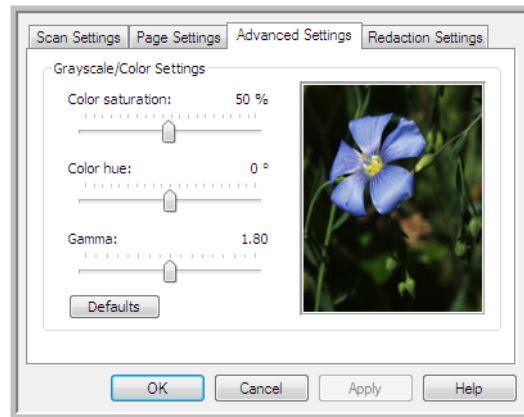 Scan Settings Page Settings Advanced Settings Redaction Settings
Grayscale/Color Settings
Color saturation: 50 %
Color hue: 0 °
Gamma: 1.80
Defaults
OK Cancel Apply Help